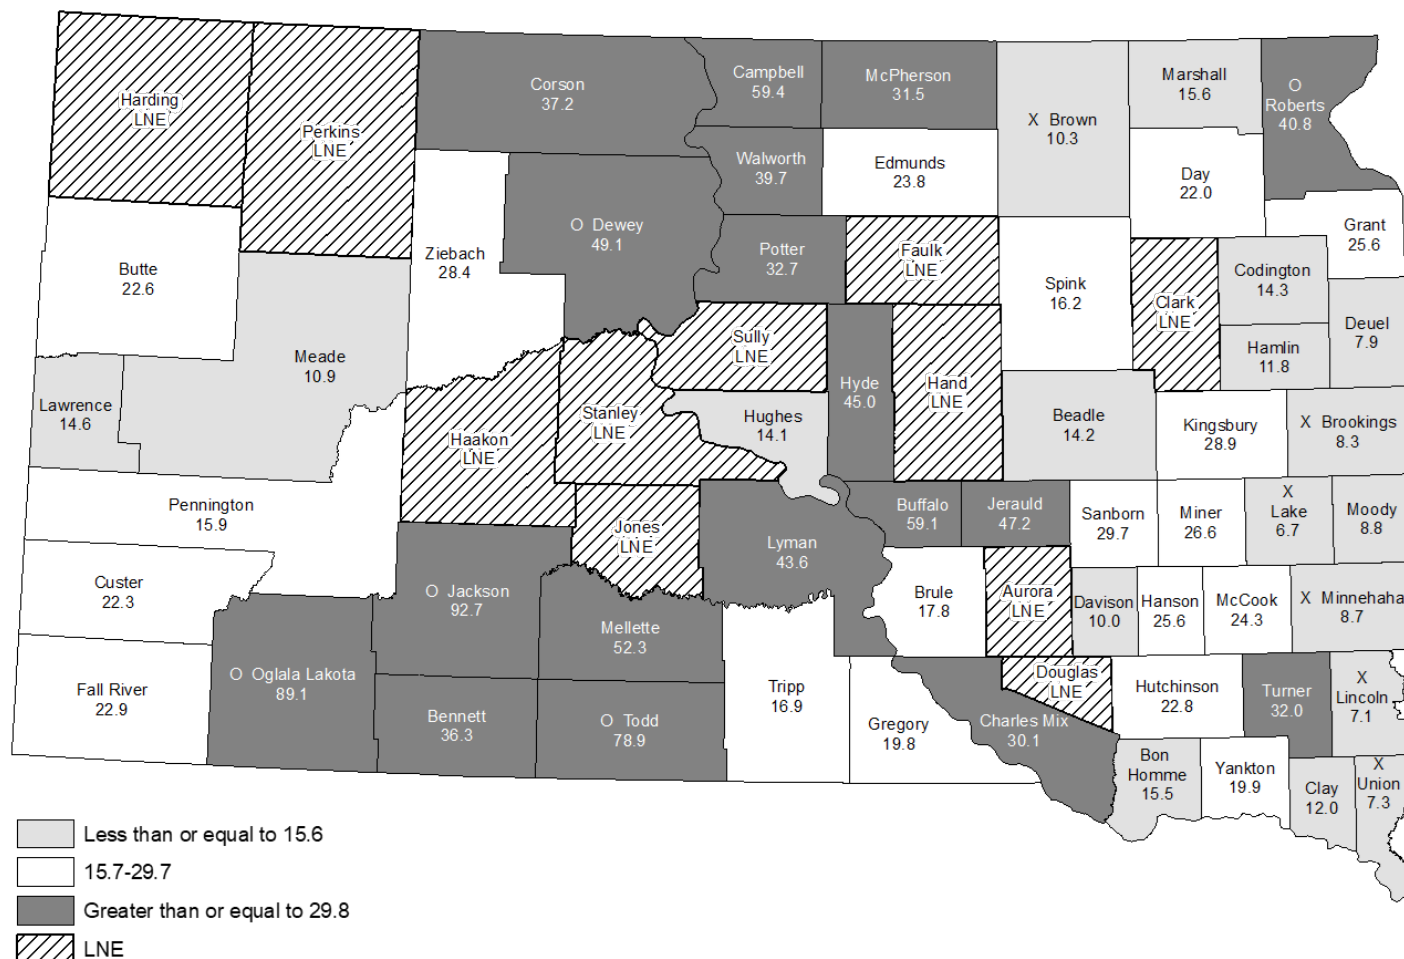 Harding
LNE
Perkins
LNE
Corson
37.2
Campbell
59.4
McPherson
31.5
X Brown
10.3
Marshall
15.6
O
Roberts
40.8
Walworth
39.7
Edmunds
23.8
Day
22.0
Grant
25.6
Butte
22.6
Ziebach
28.4
O Dewey
49.1
Potter
32.7
Faulk
LNE
Spink
16.2
Clark
LNE
Codington
14.3
Deuel
7.9
Hamlin
11.8
Meade
10.9
Sully
LNE
Hyde
45.0
Hand
LNE
Lawrence
14.6
Haakon
LNE
Stanley
LNE
Hughes
14.1
Beadle
14.2
Kingsbury
28.9
X Brookings
8.3
Pennington
15.9
Jones
LNE
Lyman
43.6
Buffalo
59.1
Jerauld
47.2
Sanborn
29.7
Miner
26.6
X
Lake
6.7
Moody
8.8
Custer
22.3
O Jackson
92.7
Mellette
52.3
Brule
17.8
Aurora
LNE
Davison
10.0
Hanson
25.6
McCook
24.3
X Minnehaha
8.7
Fall River
22.9
O Oglala Lakota
89.1
Bennett
36.3
O Todd
78.9
Tripp
16.9
Gregory
19.8
Charles Mix
30.1
Douglas
LNE
Hutchinson
22.8
Turner
32.0
X
Lincoln
7.1
Bon
Homme
15.5
Yankton
19.9
Clay
12.0
X
Union
7.3
Less than or equal to 15.6
15.7-29.7
Greater than or equal to 29.8
LNE